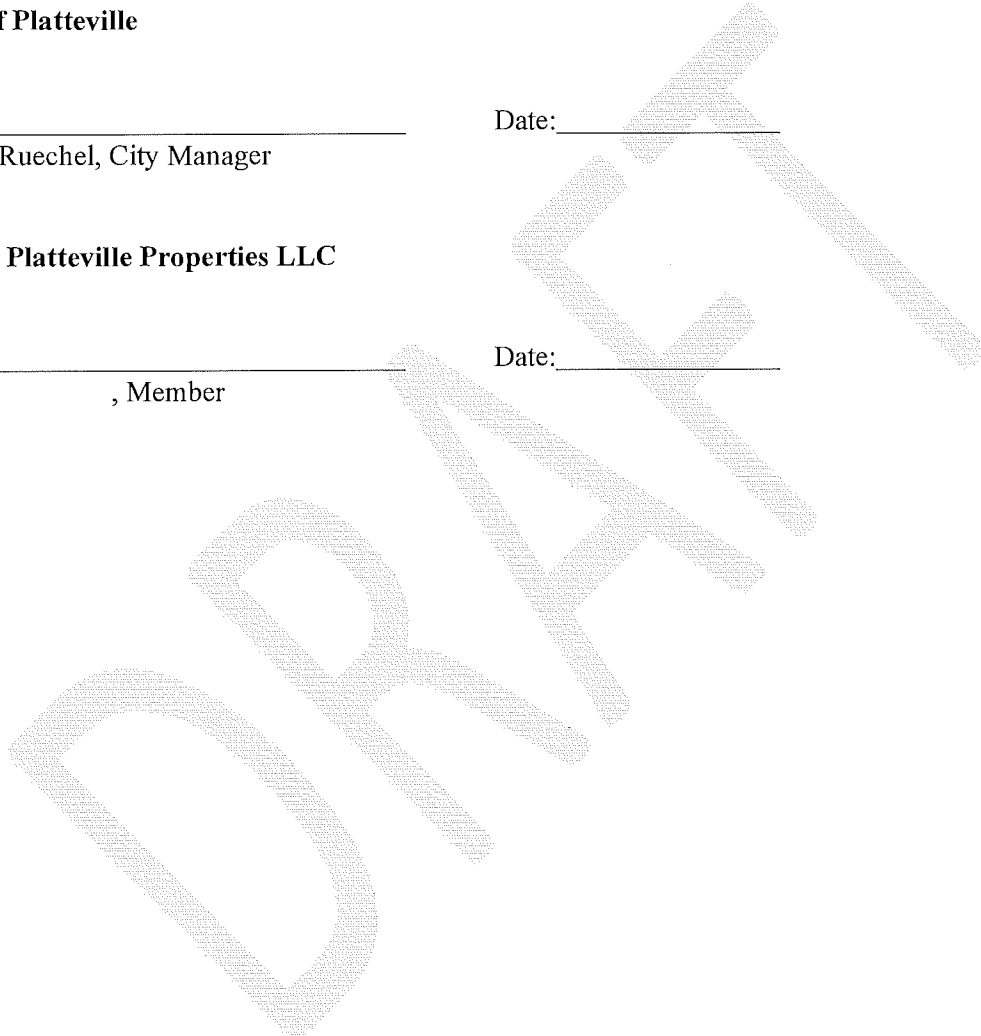 f Platteville
Date:
Ruechel, City Manager
Platteville Properties LLC
Date:
, Member
DRAFT